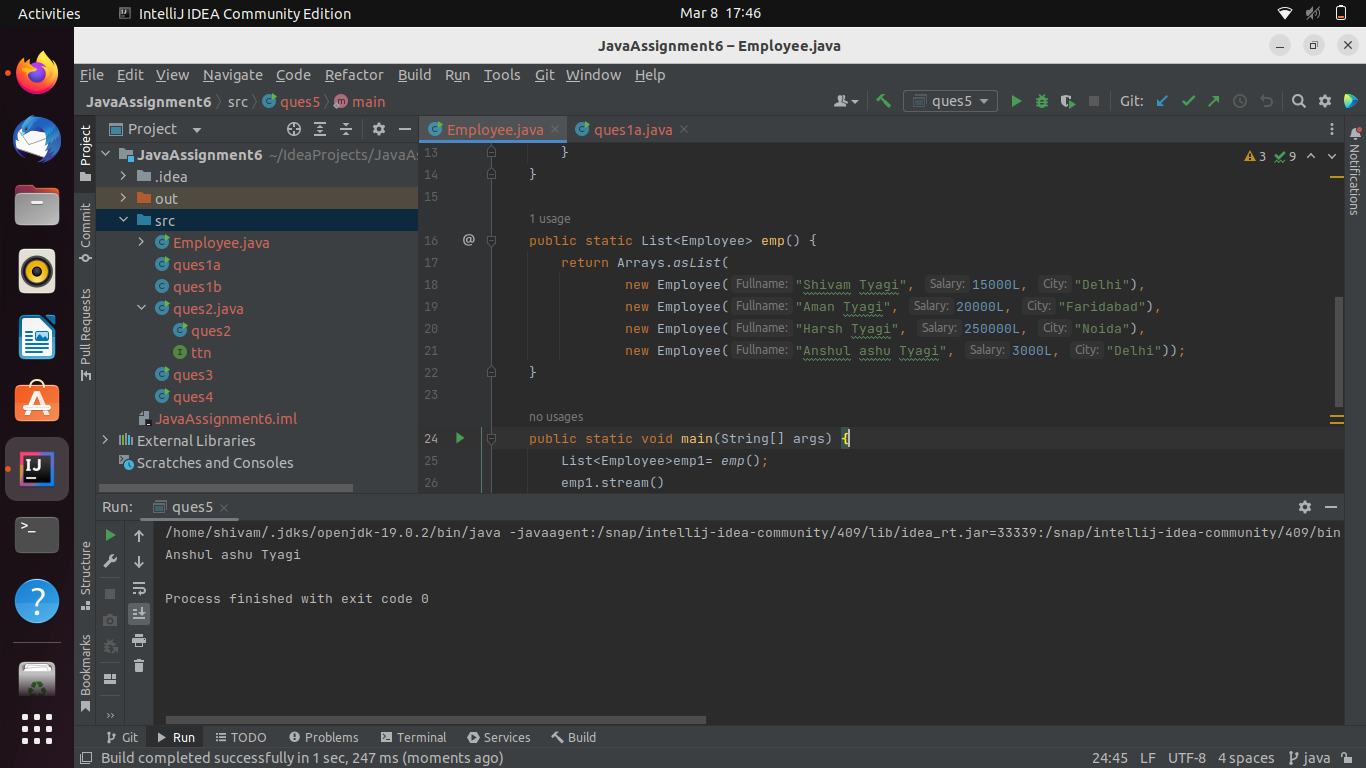 Activities IntelliJ IDEA Community Edition Mar 8 17:46
JavaAssignment6 – Employee.java
File Edit View Navigate Code Refactor Build Run Tools Git Window Help
JavaAssignment6 src ques5 main ques5 Git:
Project
Employee.java ques1a.java
JavaAssignment6 ~/IdeaProjects/JavaA
.idea
out
src
Employee.java
ques1a
ques1b
ques2.java
ques2
ttn
ques3
ques4
JavaAssignment6.iml
External Libraries
Scratches and Consoles
Project
Commit
Pull Requests
Structure
Bookmarks
Notifications
3 9
13 }
14 }
15
1 usage
16 @ public static List<Employee> emp() {
17 return Arrays.asList(
18 new Employee( Fullname: "Shivam Tyagi", Salary: 15000L, City: "Delhi"),
19 new Employee( Fullname: "Aman Tyagi", Salary: 20000L, City: "Faridabad"),
20 new Employee( Fullname: "Harsh Tyagi", Salary: 250000L, City: "Noida"),
21 new Employee( Fullname: "Anshul ashu Tyagi", Salary: 3000L, City: "Delhi"));
22 }
23
no usages
24 public static void main(String[] args) {
25 List<Employee>emp1= emp();
26 emp1.stream()
Run: ques5
/home/shivam/.jdks/openjdk-19.0.2/bin/java -javaagent:/snap/intellij-idea-community/409/lib/idea_rt.jar=33339:/snap/intellij-idea-community/409/bin
Anshul ashu Tyagi
Process finished with exit code 0
Git Run TODO Problems Terminal Services Build
Build completed successfully in 1 sec, 247 ms (moments ago) 24:45 LF UTF-8 4 spaces java